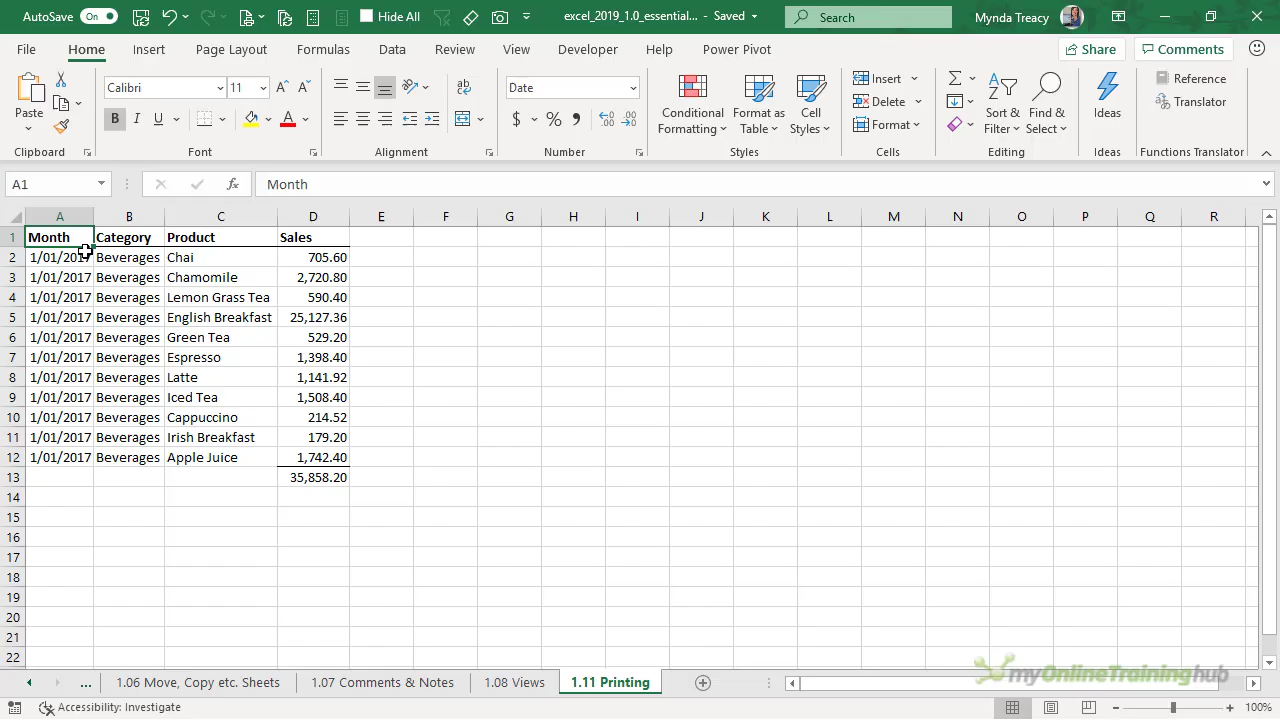 AutoSave On Hide All excel_2019_1.0_essential... - Saved Search Mynda Treacy
File Home Insert Page Layout Formulas Data Review View Developer Help Power Pivot Share Comments
Calibri 11 Date Insert Reference
Delete Translator
Paste Conditional Format as Cell Format Sort & Find & Ideas
Formatting Table Styles Filter Select
Clipboard Font Alignment Number Styles Cells Editing Ideas Functions Translator
A1 fx Month
A B C D E F G H I J K L M N O P Q R
1 Month Category Product Sales
2 1/01/2017 Beverages Chai 705.60
3 1/01/2017 Beverages Chamomile 2,720.80
4 1/01/2017 Beverages Lemon Grass Tea 590.40
5 1/01/2017 Beverages English Breakfast 25,127.36
6 1/01/2017 Beverages Green Tea 529.20
7 1/01/2017 Beverages Espresso 1,398.40
8 1/01/2017 Beverages Latte 1,141.92
9 1/01/2017 Beverages Iced Tea 1,508.40
10 1/01/2017 Beverages Cappuccino 214.52
11 1/01/2017 Beverages Irish Breakfast 179.20
12 1/01/2017 Beverages Apple Juice 1,742.40
13 35,858.20
14
15
16
17
18
19
20
21
22
myOnlineTraininghub
... 1.06 Move, Copy etc. Sheets 1.07 Comments & Notes 1.08 Views 1.11 Printing
Accessibility: Investigate 100%